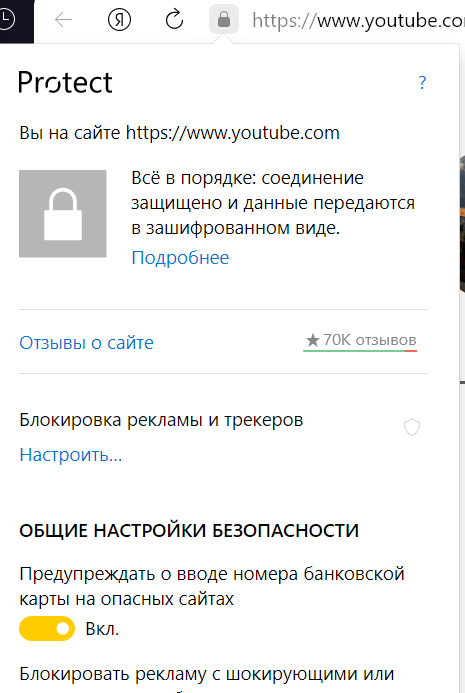 Я https://www.youtube.co
Protect ?
Вы на сайте https://www.youtube.com
Всё в порядке: соединение
защищено и данные передаются
в зашифрованном виде.
Подробнее
Отзывы о сайте ★ 70K отзывов
Блокировка рекламы и трекеров
Настроить...
ОБЩИЕ НАСТРОЙКИ БЕЗОПАСНОСТИ
Предупреждать о вводе номера банковской
карты на опасных сайтах
Вкл.
Блокировать рекламу с шокирующими или